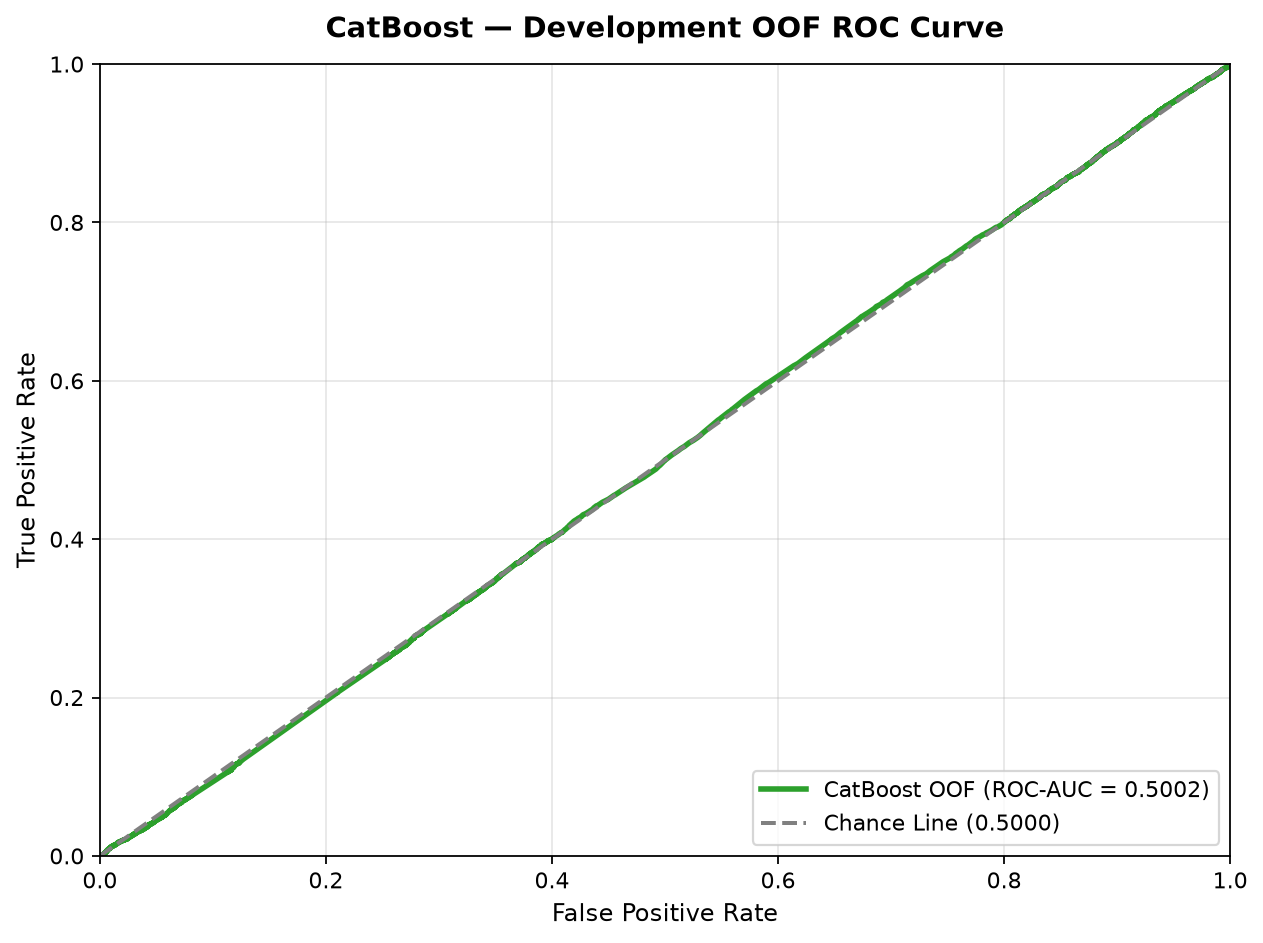 CatBoost — Development OOF ROC Curve
True Positive Rate
1.0
0.8
0.6
0.4
0.2
0.0
0.0 0.2 0.4 0.6 0.8 1.0
False Positive Rate
CatBoost OOF (ROC-AUC = 0.5002)
Chance Line (0.5000)